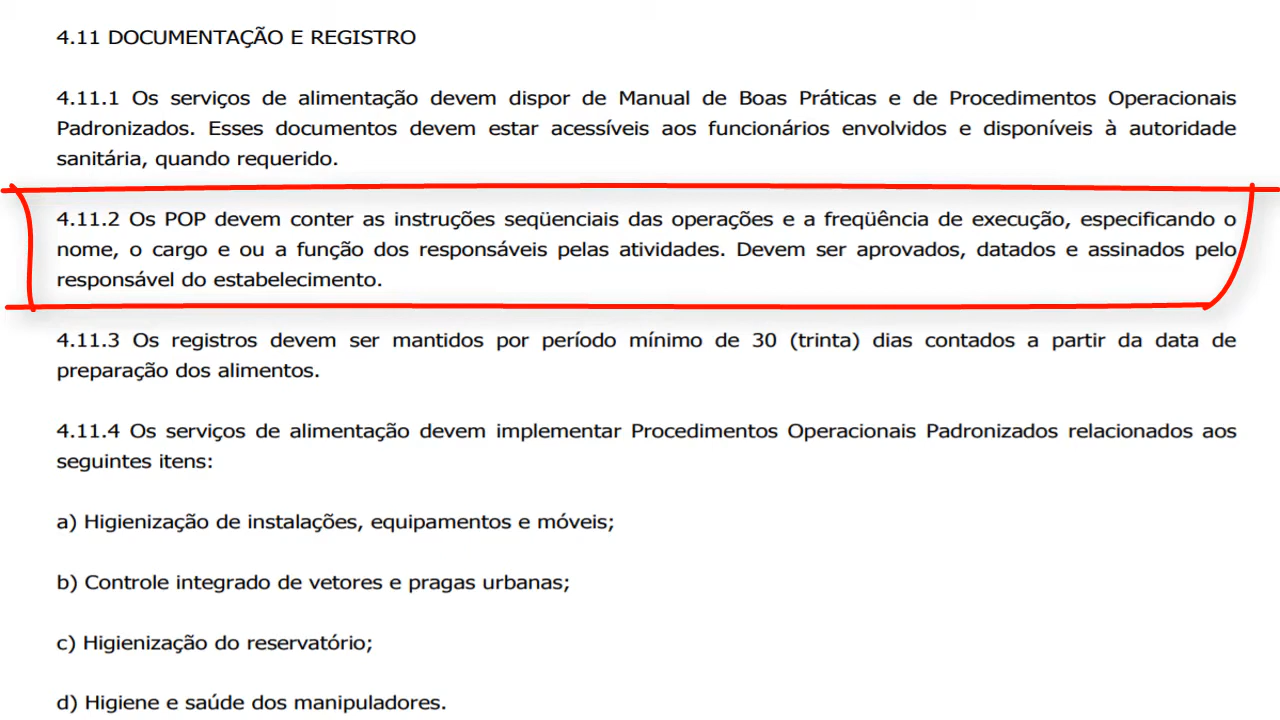 4.11 DOCUMENTAÇÃO E REGISTRO
4.11.1 Os serviços de alimentação devem dispor de Manual de Boas Práticas e de Procedimentos Operacionais
Padronizados. Esses documentos devem estar acessíveis aos funcionários envolvidos e disponíveis à autoridade
sanitária, quando requerido.
4.11.2 Os POP devem conter as instruções seqüenciais das operações e a freqüência de execução, especificando o
nome, o cargo e ou a função dos responsáveis pelas atividades. Devem ser aprovados, datados e assinados pelo
responsável do estabelecimento.
4.11.3 Os registros devem ser mantidos por período mínimo de 30 (trinta) dias contados a partir da data de
preparação dos alimentos.
4.11.4 Os serviços de alimentação devem implementar Procedimentos Operacionais Padronizados relacionados aos
seguintes itens:
a) Higienização de instalações, equipamentos e móveis;
b) Controle integrado de vetores e pragas urbanas;
c) Higienização do reservatório;
d) Higiene e saúde dos manipuladores.